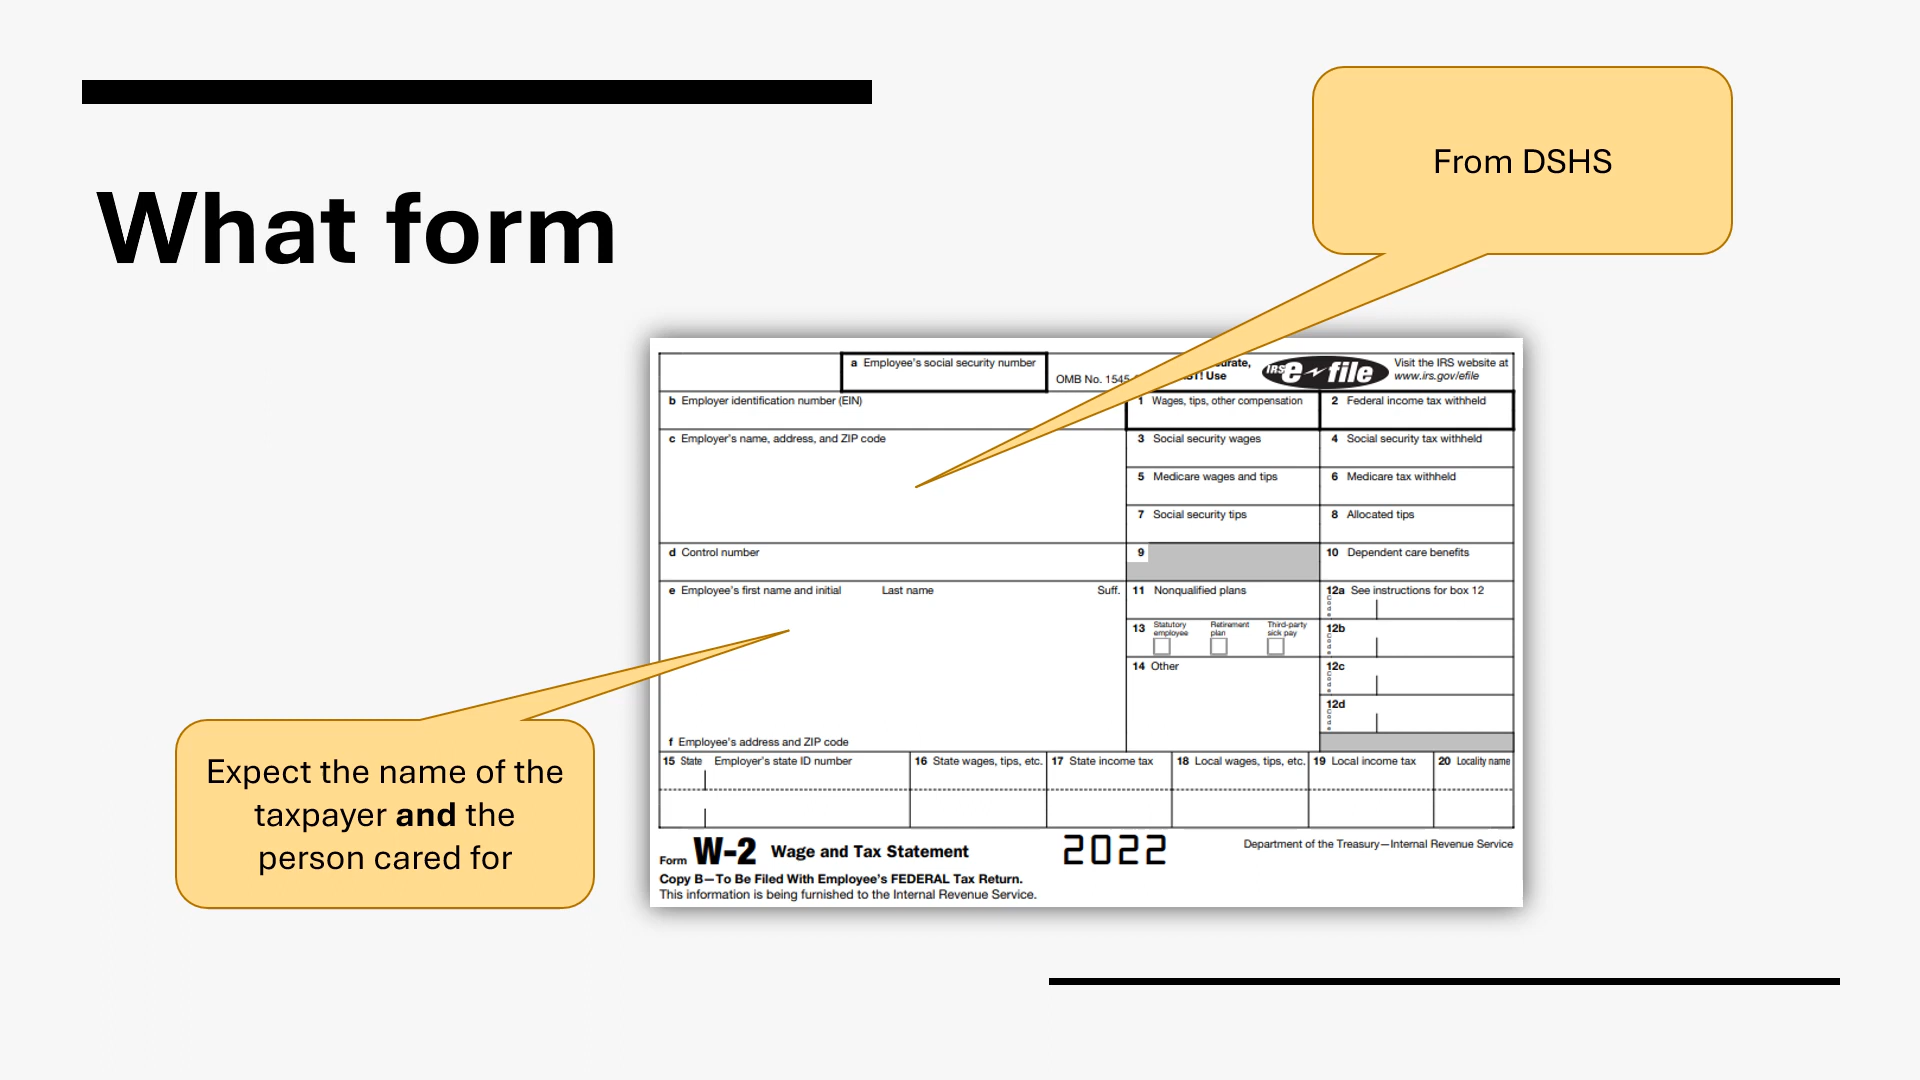 From DSHS
What form
a Employee's social security number
OMB No. 1545-
urate,
ST! Use
IRS e file
Visit the IRS website at
www.irs.gov/efile
b Employer identification number (EIN)
1 Wages, tips, other compensation
2 Federal income tax withheld
c Employer's name, address, and ZIP code
3 Social security wages
4 Social security tax withheld
5 Medicare wages and tips
6 Medicare tax withheld
7 Social security tips
8 Allocated tips
d Control number
9
10 Dependent care benefits
e Employee's first name and initial Last name Suff.
11 Nonqualified plans
12a See instructions for box 12
Code
13 Statutory employee Retirement plan Third-party sick pay
12b
Code
14 Other
12c
Code
12d
Code
f Employee's address and ZIP code
15 State Employer's state ID number
16 State wages, tips, etc.
17 State income tax
18 Local wages, tips, etc.
19 Local income tax
20 Locality name
Form W-2 Wage and Tax Statement
2022
Department of the Treasury—Internal Revenue Service
Copy B—To Be Filed With Employee's FEDERAL Tax Return.
This information is being furnished to the Internal Revenue Service.
Expect the name of the
taxpayer and the
person cared for